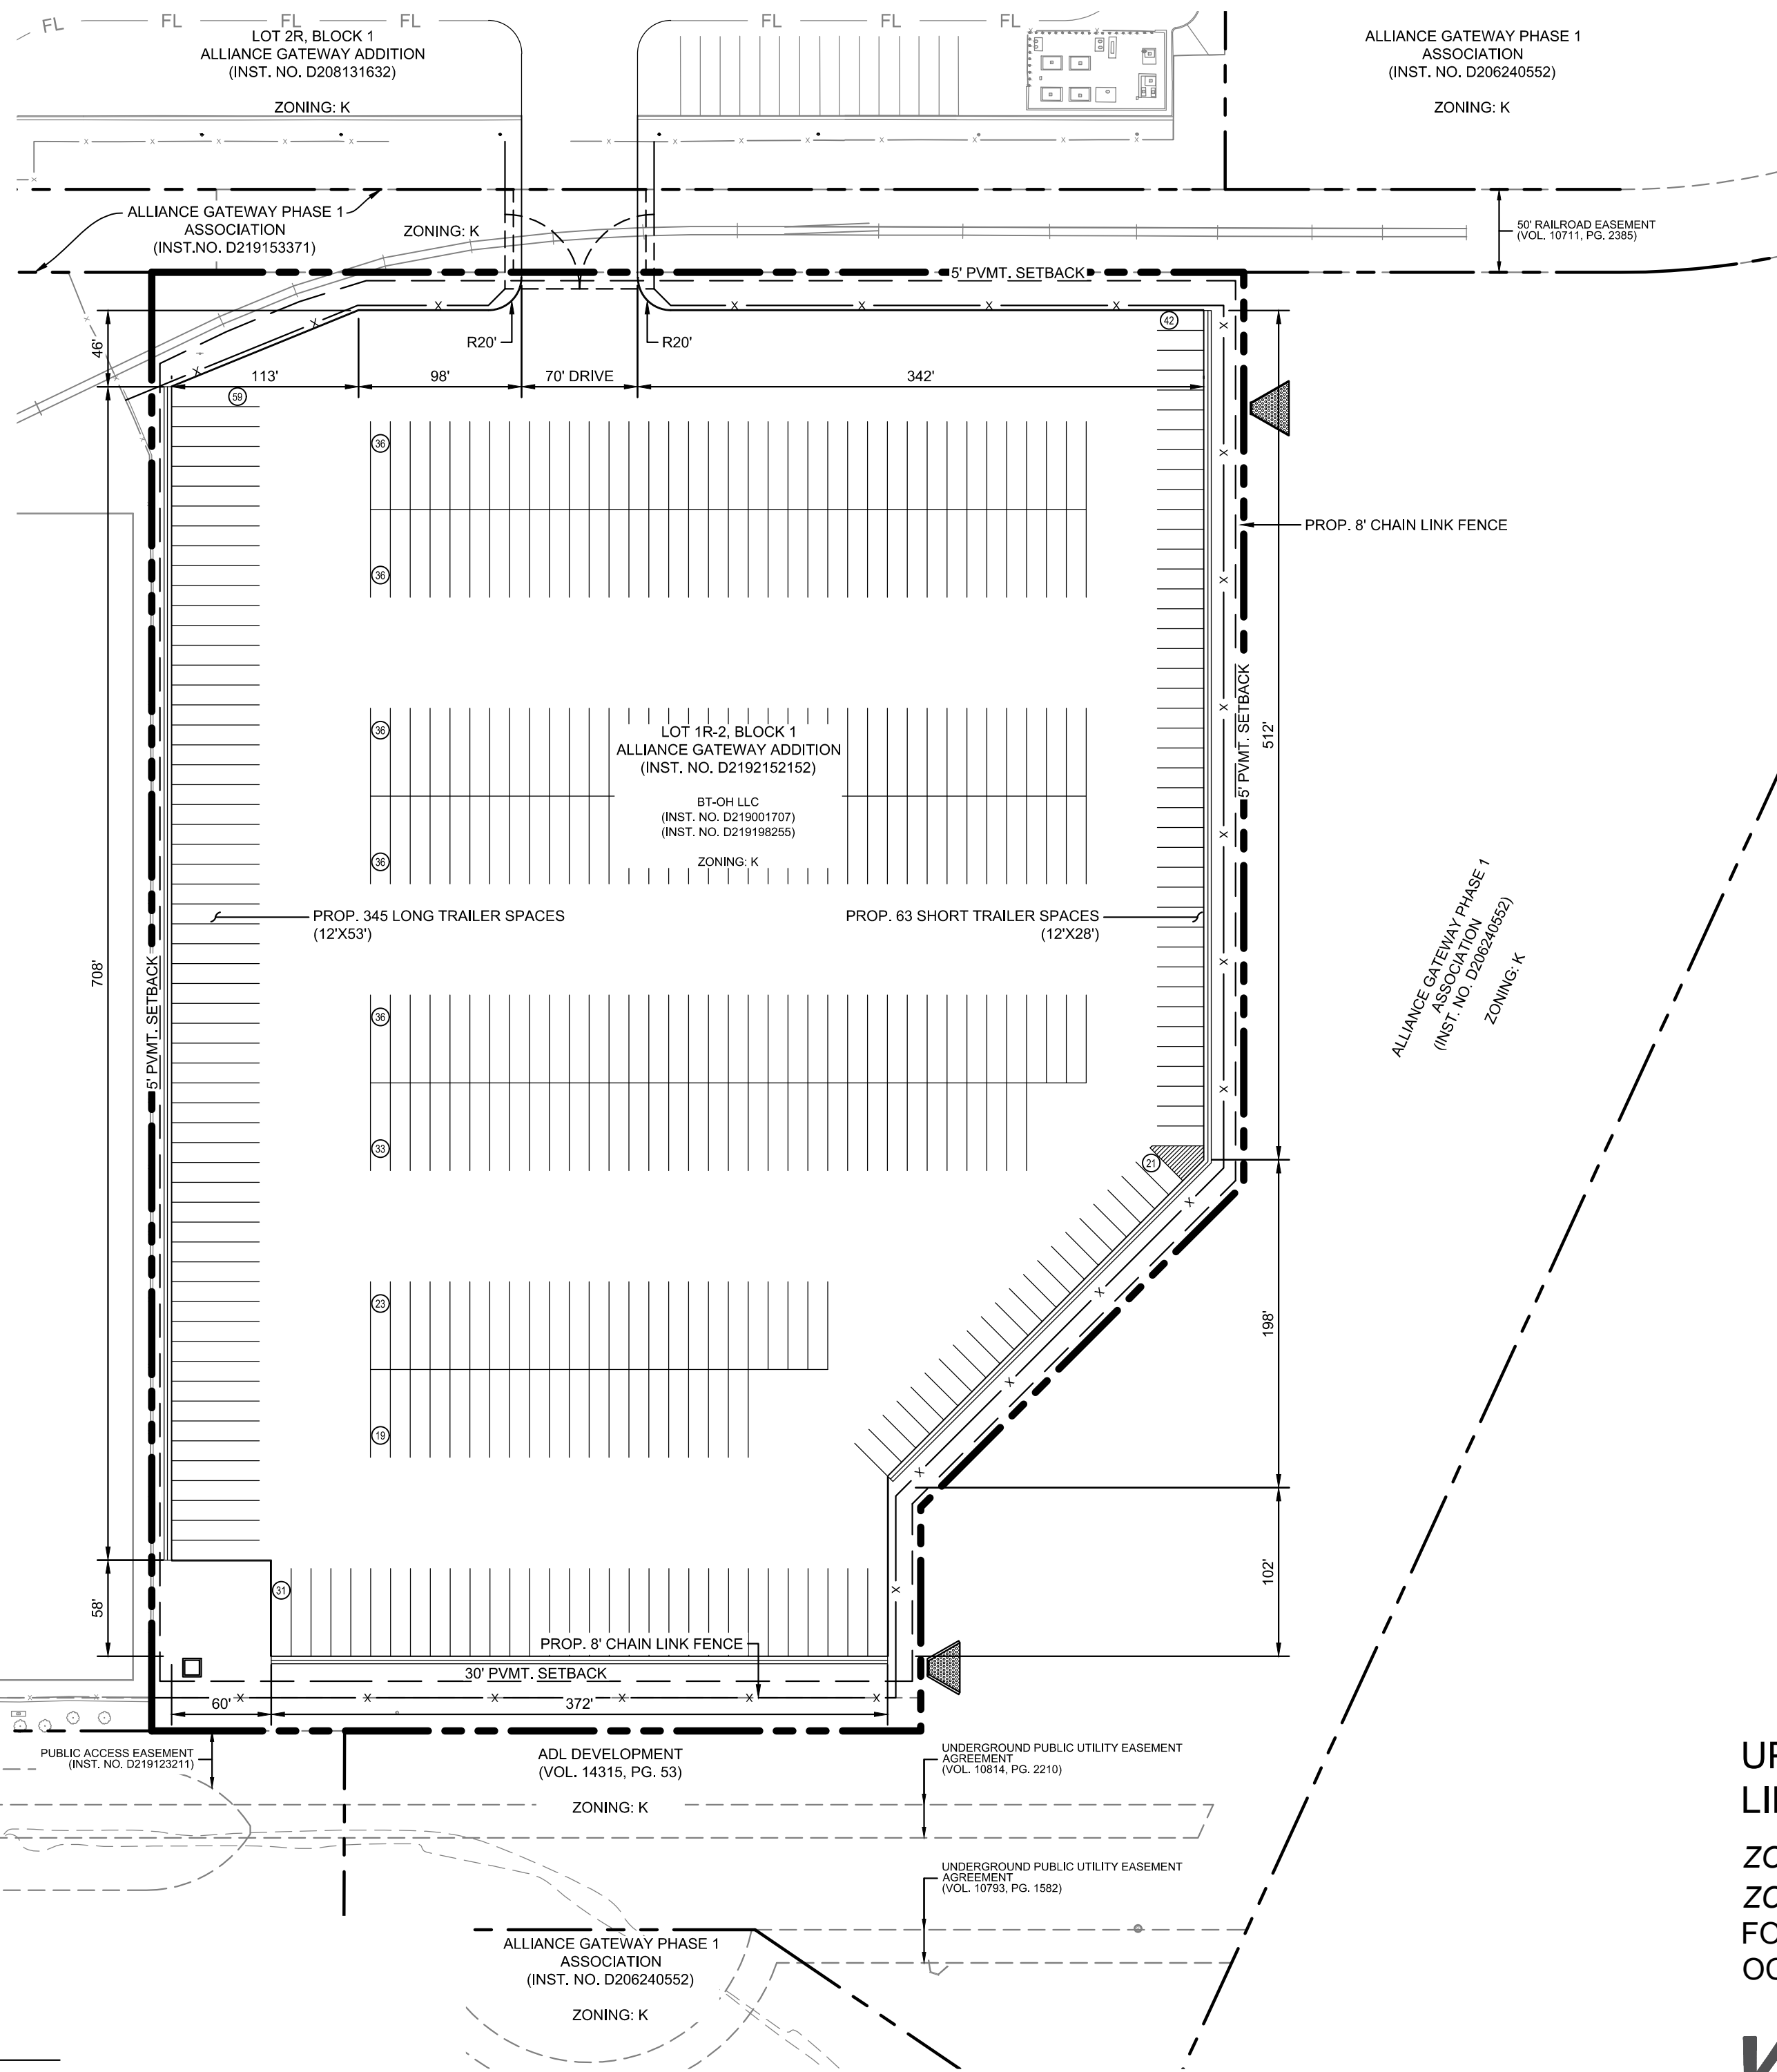 FL FL FL FL FL FL FL
LOT 2R, BLOCK 1
ALLIANCE GATEWAY ADDITION
(INST. NO. D208131632)
ZONING: K
ALLIANCE GATEWAY PHASE 1
ASSOCIATION
(INST. NO. D206240552)
ZONING: K
ALLIANCE GATEWAY PHASE 1
ASSOCIATION
(INST.NO. D219153371)
ZONING: K
50' RAILROAD EASEMENT
(VOL. 10711, PG. 2385)
5' PVMT. SETBACK
46'
R20'
R20'
42
113'
98'
70' DRIVE
342'
59
36
36
PROP. 8' CHAIN LINK FENCE
5' PVMT. SETBACK
512'
36
LOT 1R-2, BLOCK 1
ALLIANCE GATEWAY ADDITION
(INST. NO. D2192152152)
BT-OH LLC
(INST. NO. D219001707)
(INST. NO. D219198255)
ZONING: K
36
PROP. 345 LONG TRAILER SPACES
(12'X53')
PROP. 63 SHORT TRAILER SPACES
(12'X28')
ALLIANCE GATEWAY PHASE 1
ASSOCIATION
(INST. NO. D206240552)
ZONING: K
708'
5' PVMT. SETBACK
36
33
21
198'
23
19
102'
58'
31
PROP. 8' CHAIN LINK FENCE
30' PVMT. SETBACK
60'
372'
PUBLIC ACCESS EASEMENT
(INST. NO. D219123211)
ADL DEVELOPMENT
(VOL. 14315, PG. 53)
ZONING: K
UNDERGROUND PUBLIC UTILITY EASEMENT
AGREEMENT
(VOL. 10814, PG. 2210)
UNDERGROUND PUBLIC UTILITY EASEMENT
AGREEMENT
(VOL. 10793, PG. 1582)
ALLIANCE GATEWAY PHASE 1
ASSOCIATION
(INST. NO. D206240552)
ZONING: K